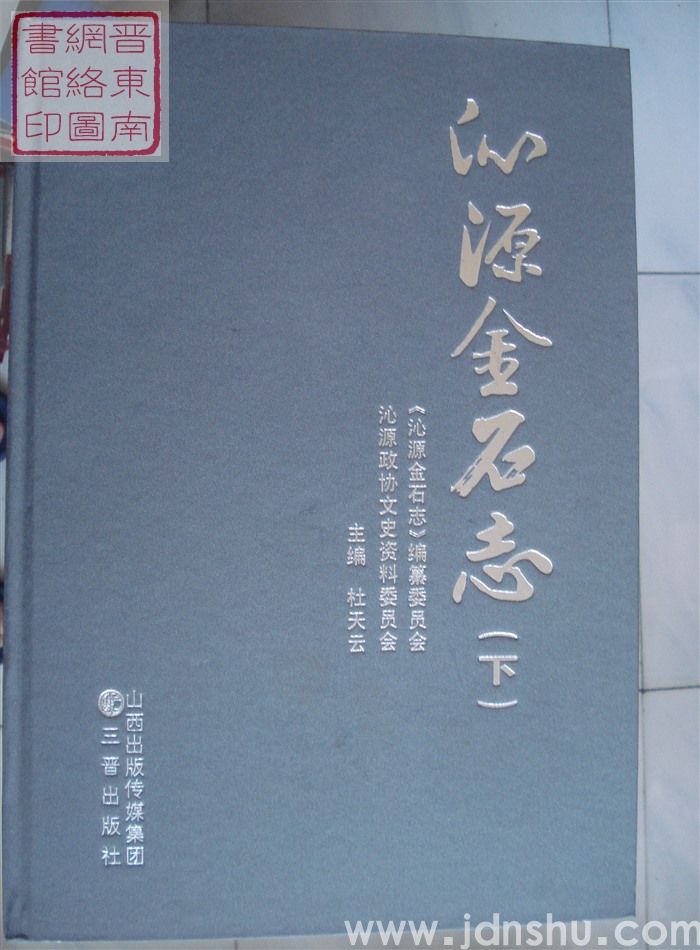 晋東南
網絡圖
書館印
沁源金石志(下)
《沁源金石志》编纂委员会
沁源政协文史资料委员会
主编 杜天云
山西出版传媒集团
三晋出版社
www.jdnshu.com